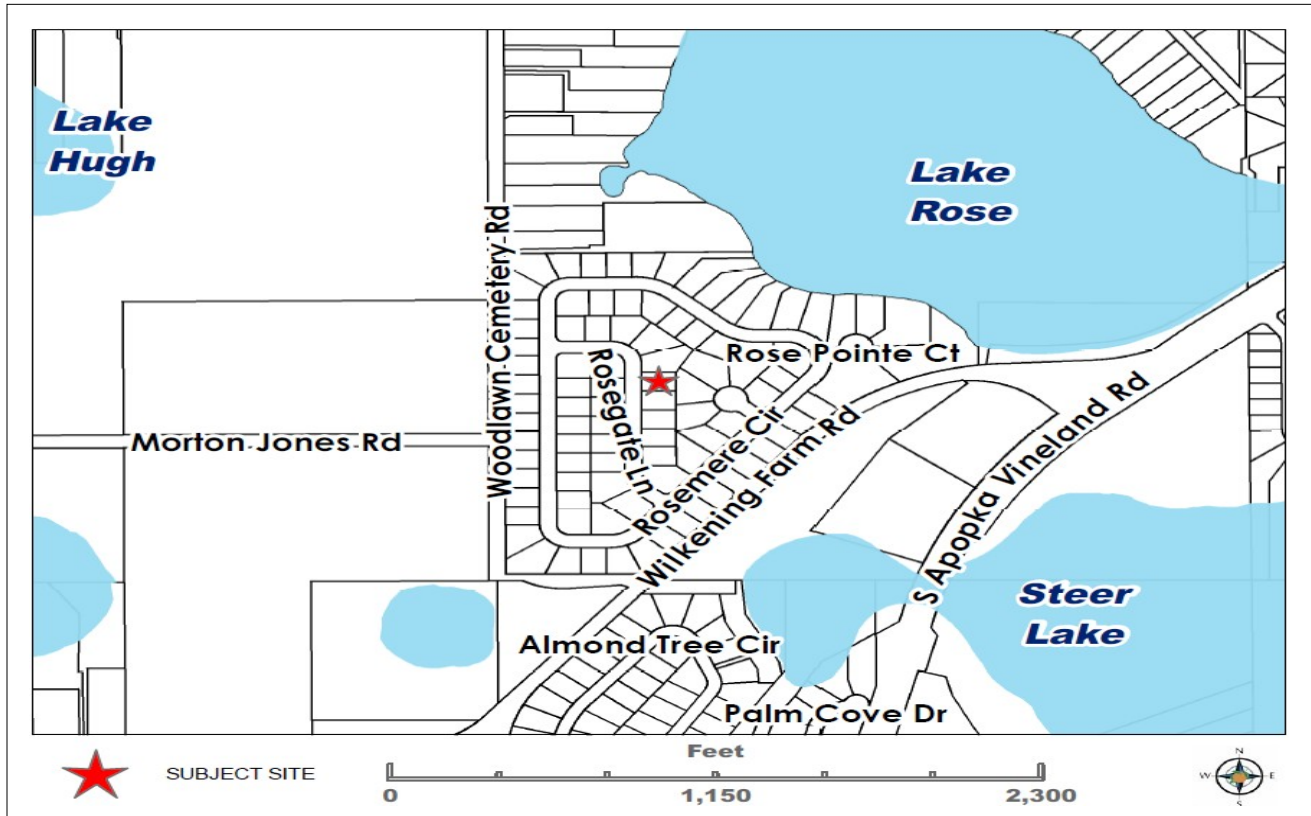 Lake
Hugh
Lake
Rose
Woodlawn Cemetery Rd
Rose Pointe Ct
Rosegate Ln
Morton Jones Rd
Rosemere Cir
Wilkening Farm Rd
S Apopka Vineland Rd
Steer
Lake
Almond Tree Cir
Palm Cove Dr
SUBJECT SITE
Feet
0 1,150 2,300
N
W E
S